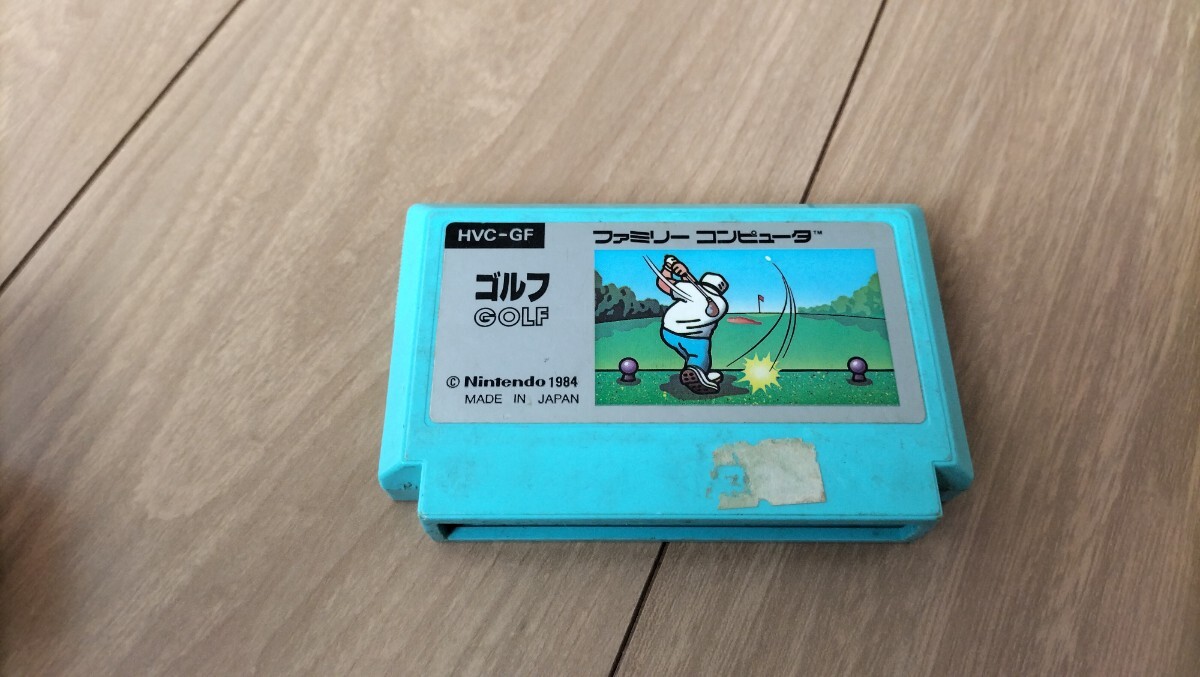 HVC-GF
ファミリー コンピュータ™
ゴルフ
GOLF
© Nintendo 1984
MADE IN JAPAN